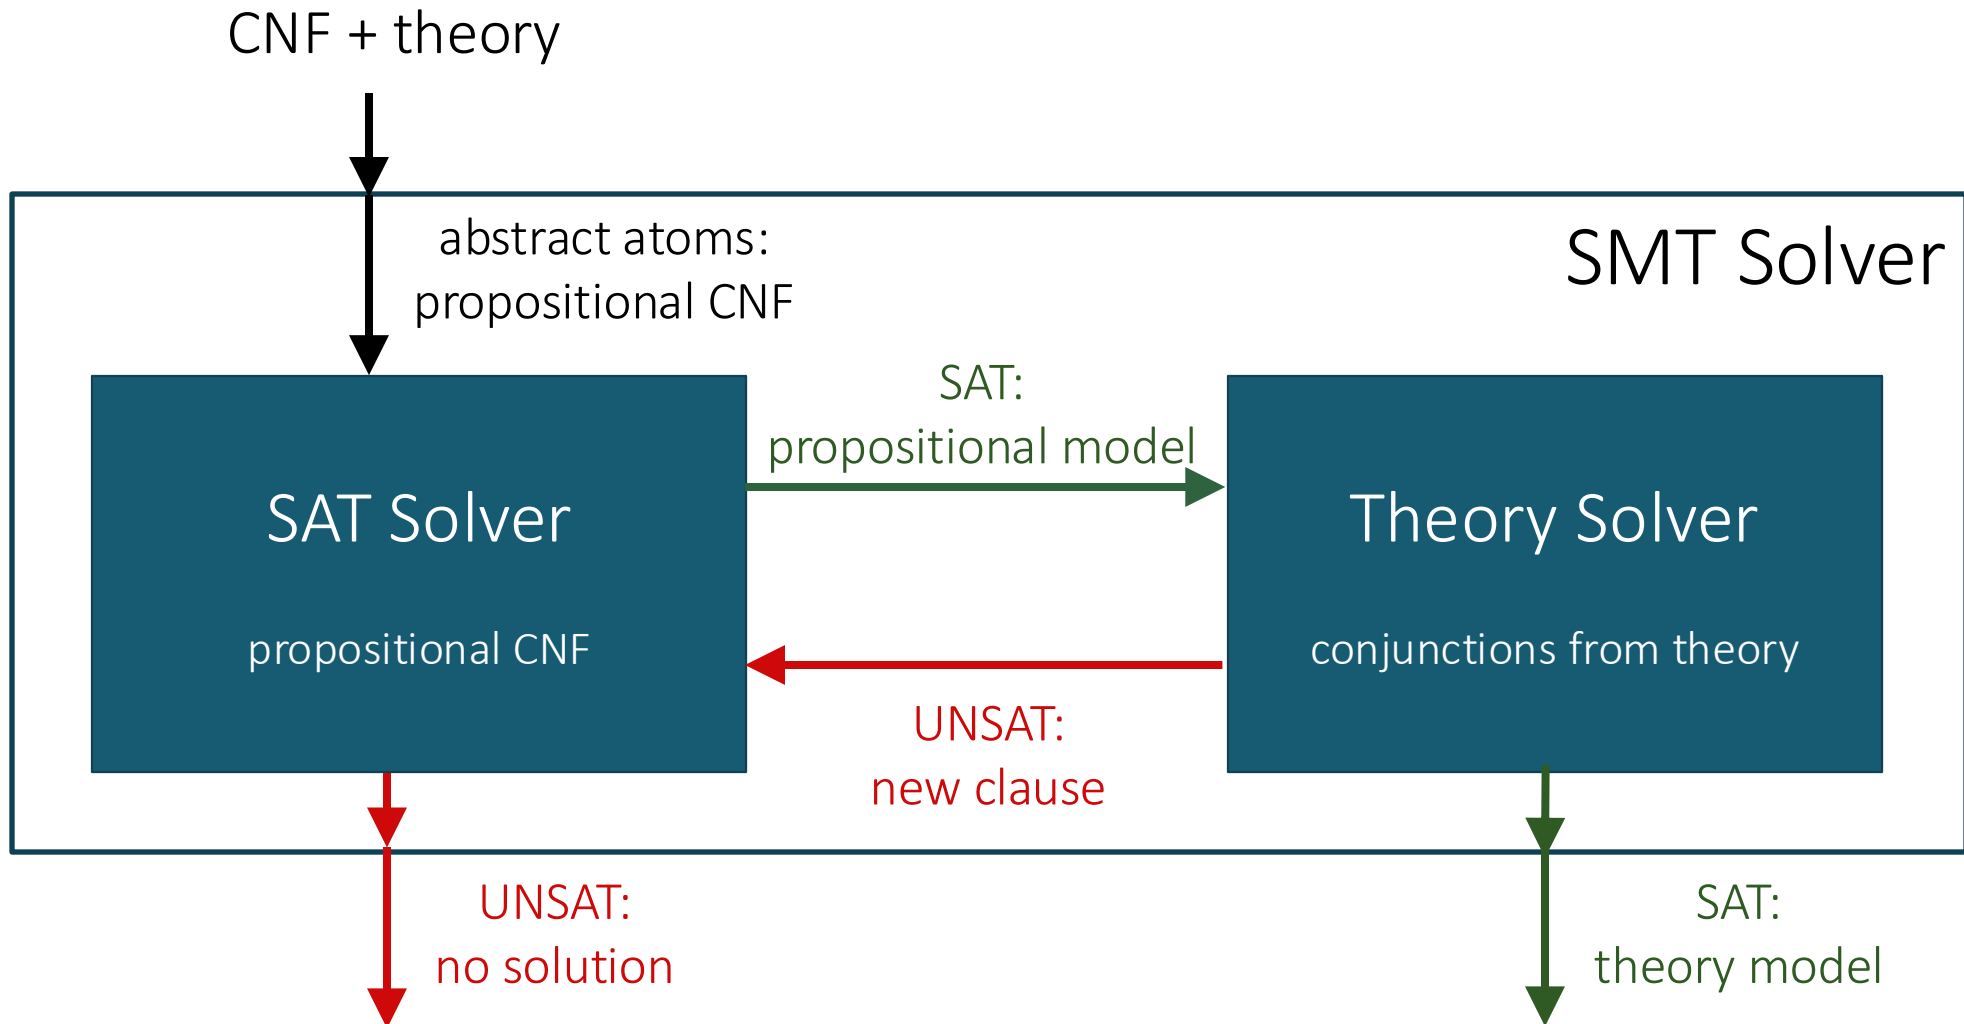 CNF + theory
abstract atoms:
propositional CNF
SMT Solver
SAT:
propositional model
SAT Solver
propositional CNF
Theory Solver
conjunctions from theory
UNSAT:
new clause
UNSAT:
no solution
SAT:
theory model